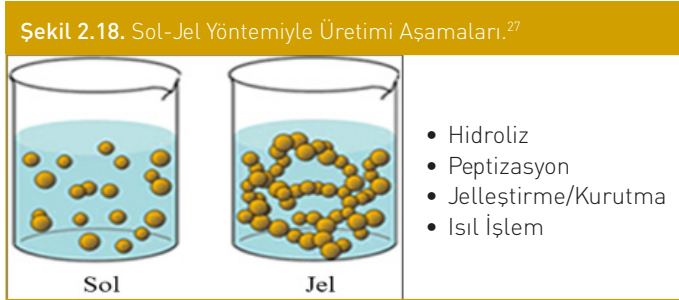 Şekil 2.18. Sol-Jel Yöntemiyle Üretimi Aşamaları.27
Sol
Jel
• Hidroliz
• Peptizasyon
• Jelleştirme/Kurutma
• Isıl İşlem